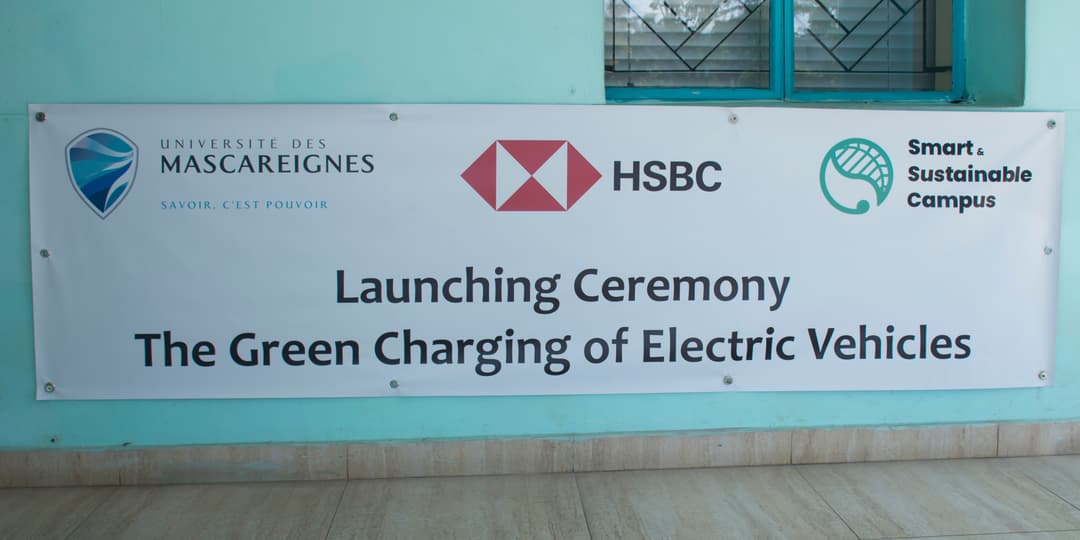 UNIVERSITÉ DES
MASCAREIGNES
SAVOIR, C'EST POUVOIR
HSBC
Smart &
Sustainable
Campus
Launching Ceremony
The Green Charging of Electric Vehicles